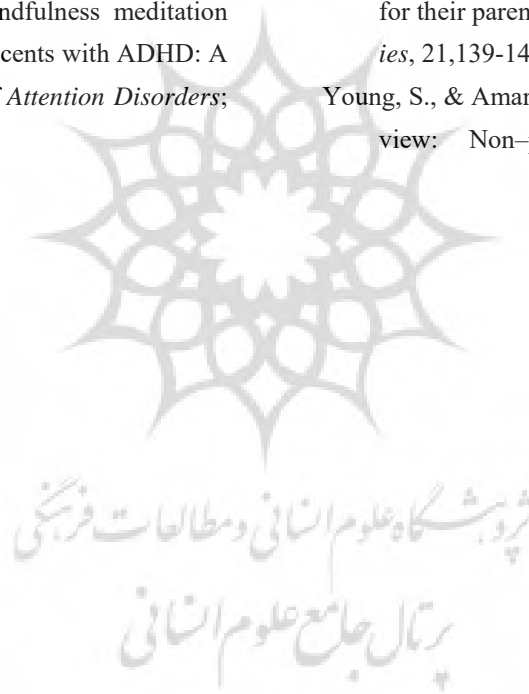 ndfulness meditation
cents with ADHD: A
Attention Disorders;
for their paren
ies, 21,139-14
Young, S., & Amar
view: Non–
پژوهشگاه علوم انسانی و مطالعات فرهنگی
پرتال جامع علوم انسانی